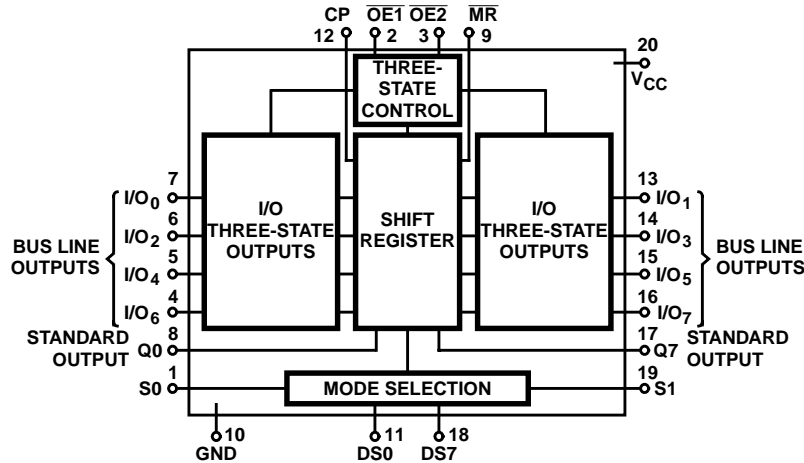 CP OE1 OE2 MR
12 2 3 9
20
VCC
THREE-
STATE
CONTROL
7
I/O0
6
I/O2
5
I/O4
4
I/O6
BUS LINE
OUTPUTS
I/O
THREE-STATE
OUTPUTS
SHIFT
REGISTER
I/O
THREE-STATE
OUTPUTS
13
I/O1
14
I/O3
15
I/O5
16
I/O7
BUS LINE
OUTPUTS
STANDARD
OUTPUT
8
Q0
17
Q7
STANDARD
OUTPUT
1
S0
MODE SELECTION
19
S1
10
GND
11
DS0
18
DS7